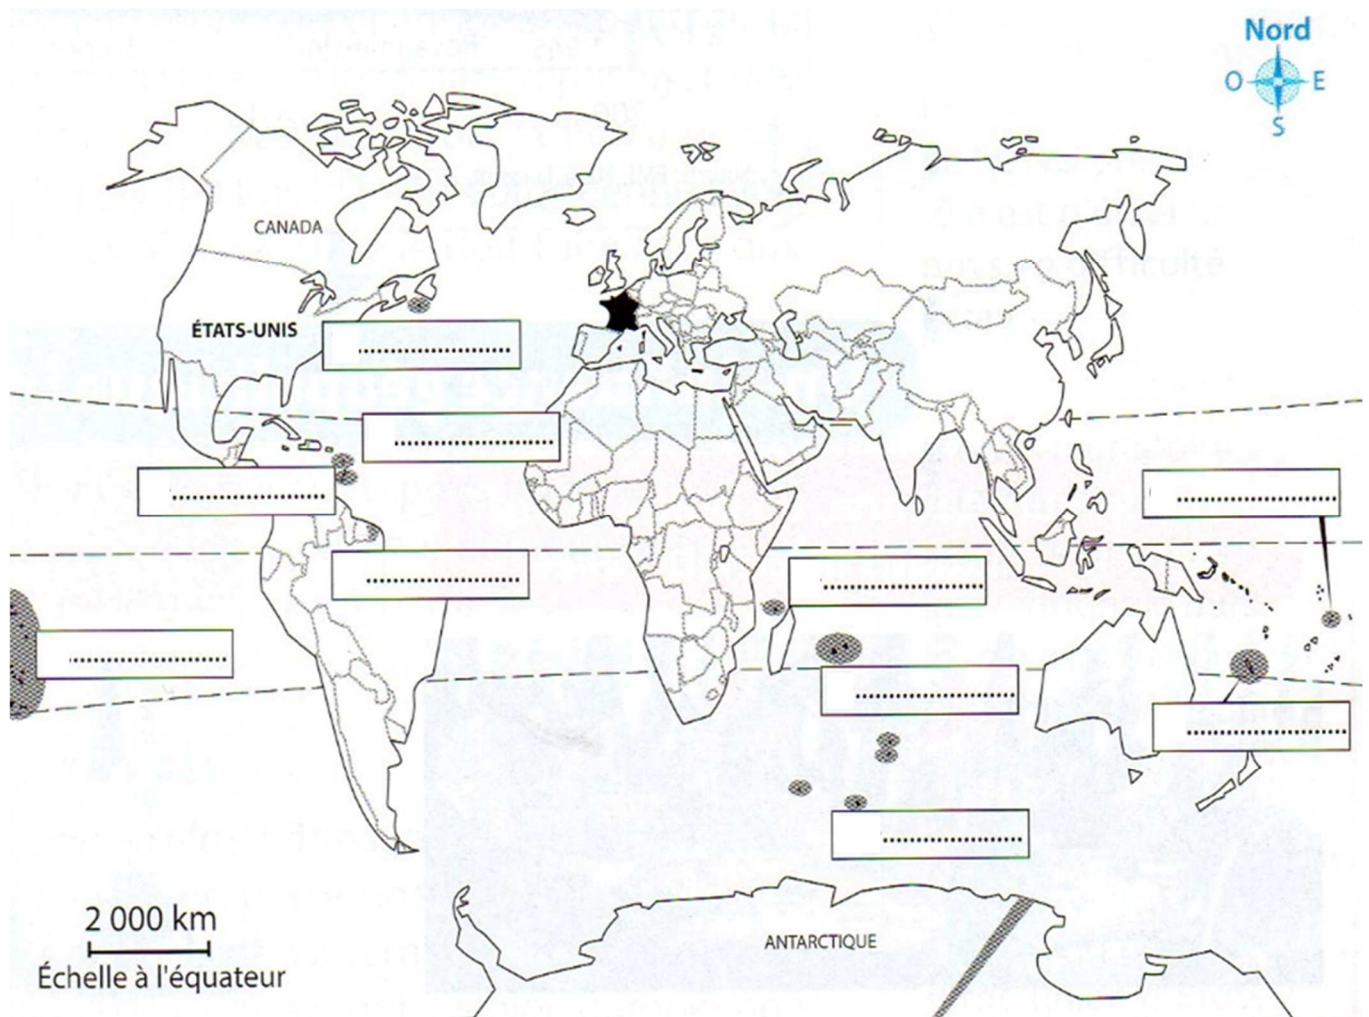 Nord
O E
S
CANADA
ÉTATS-UNIS
ANTARCTIQUE
2 000 km
Échelle à l'équateur